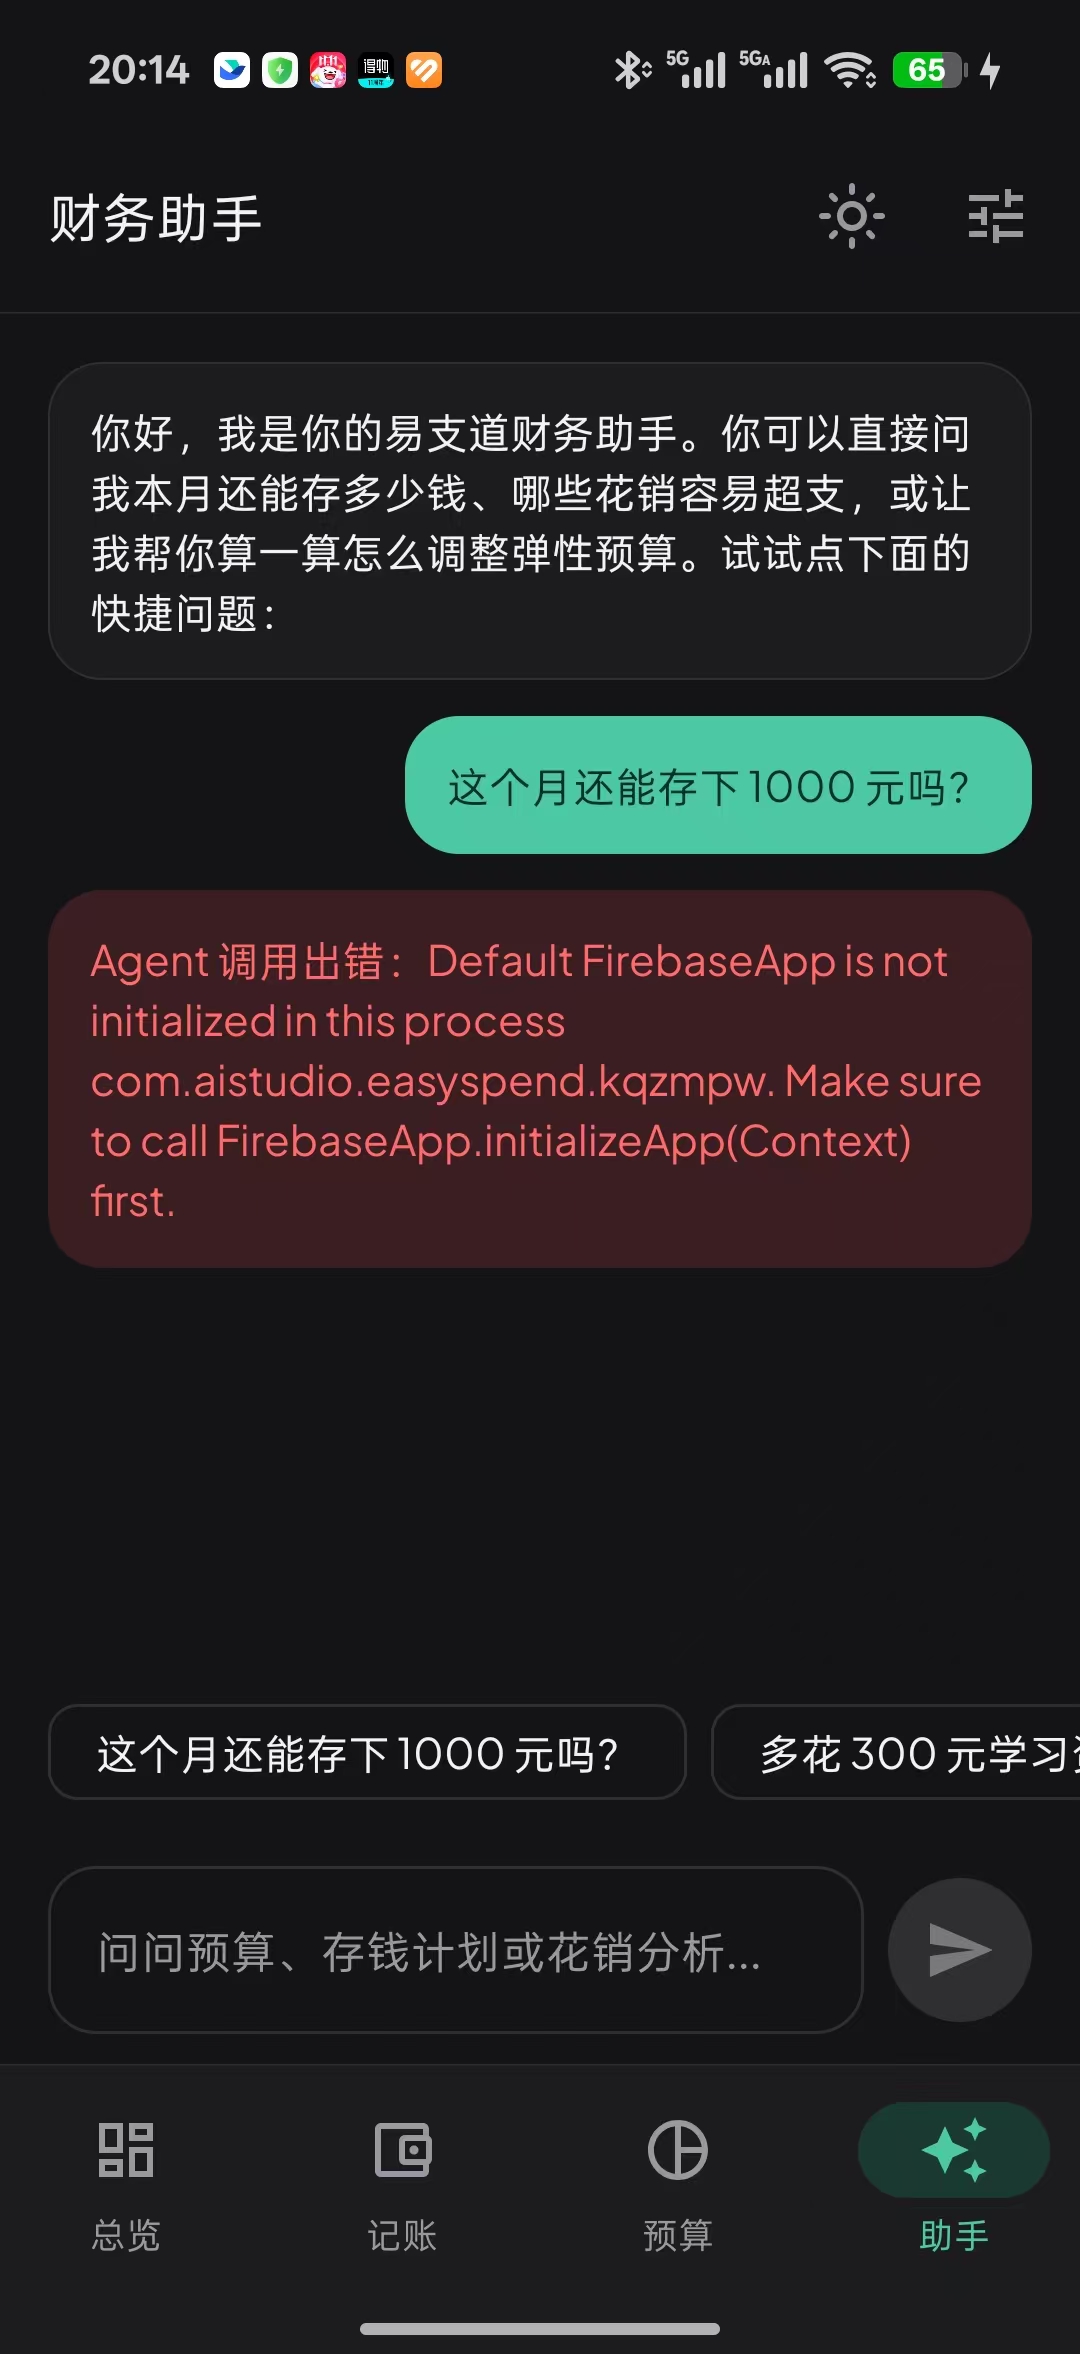 20:14
得物
5G
5GA
65
财务助手
你好，我是你的易支道财务助手。你可以直接问
我本月还能存多少钱、哪些花销容易超支，或让
我帮你算一算怎么调整弹性预算。试试点下面的
快捷问题：
这个月还能存下 1000 元吗？
Agent 调用出错：Default FirebaseApp is not
initialized in this process
com.aistudio.easyspend.kqzmpw. Make sure
to call FirebaseApp.initializeApp(Context)
first.
这个月还能存下 1000 元吗？
多花 300 元学习
问问预算、存钱计划或花销分析...
总览
记账
预算
助手